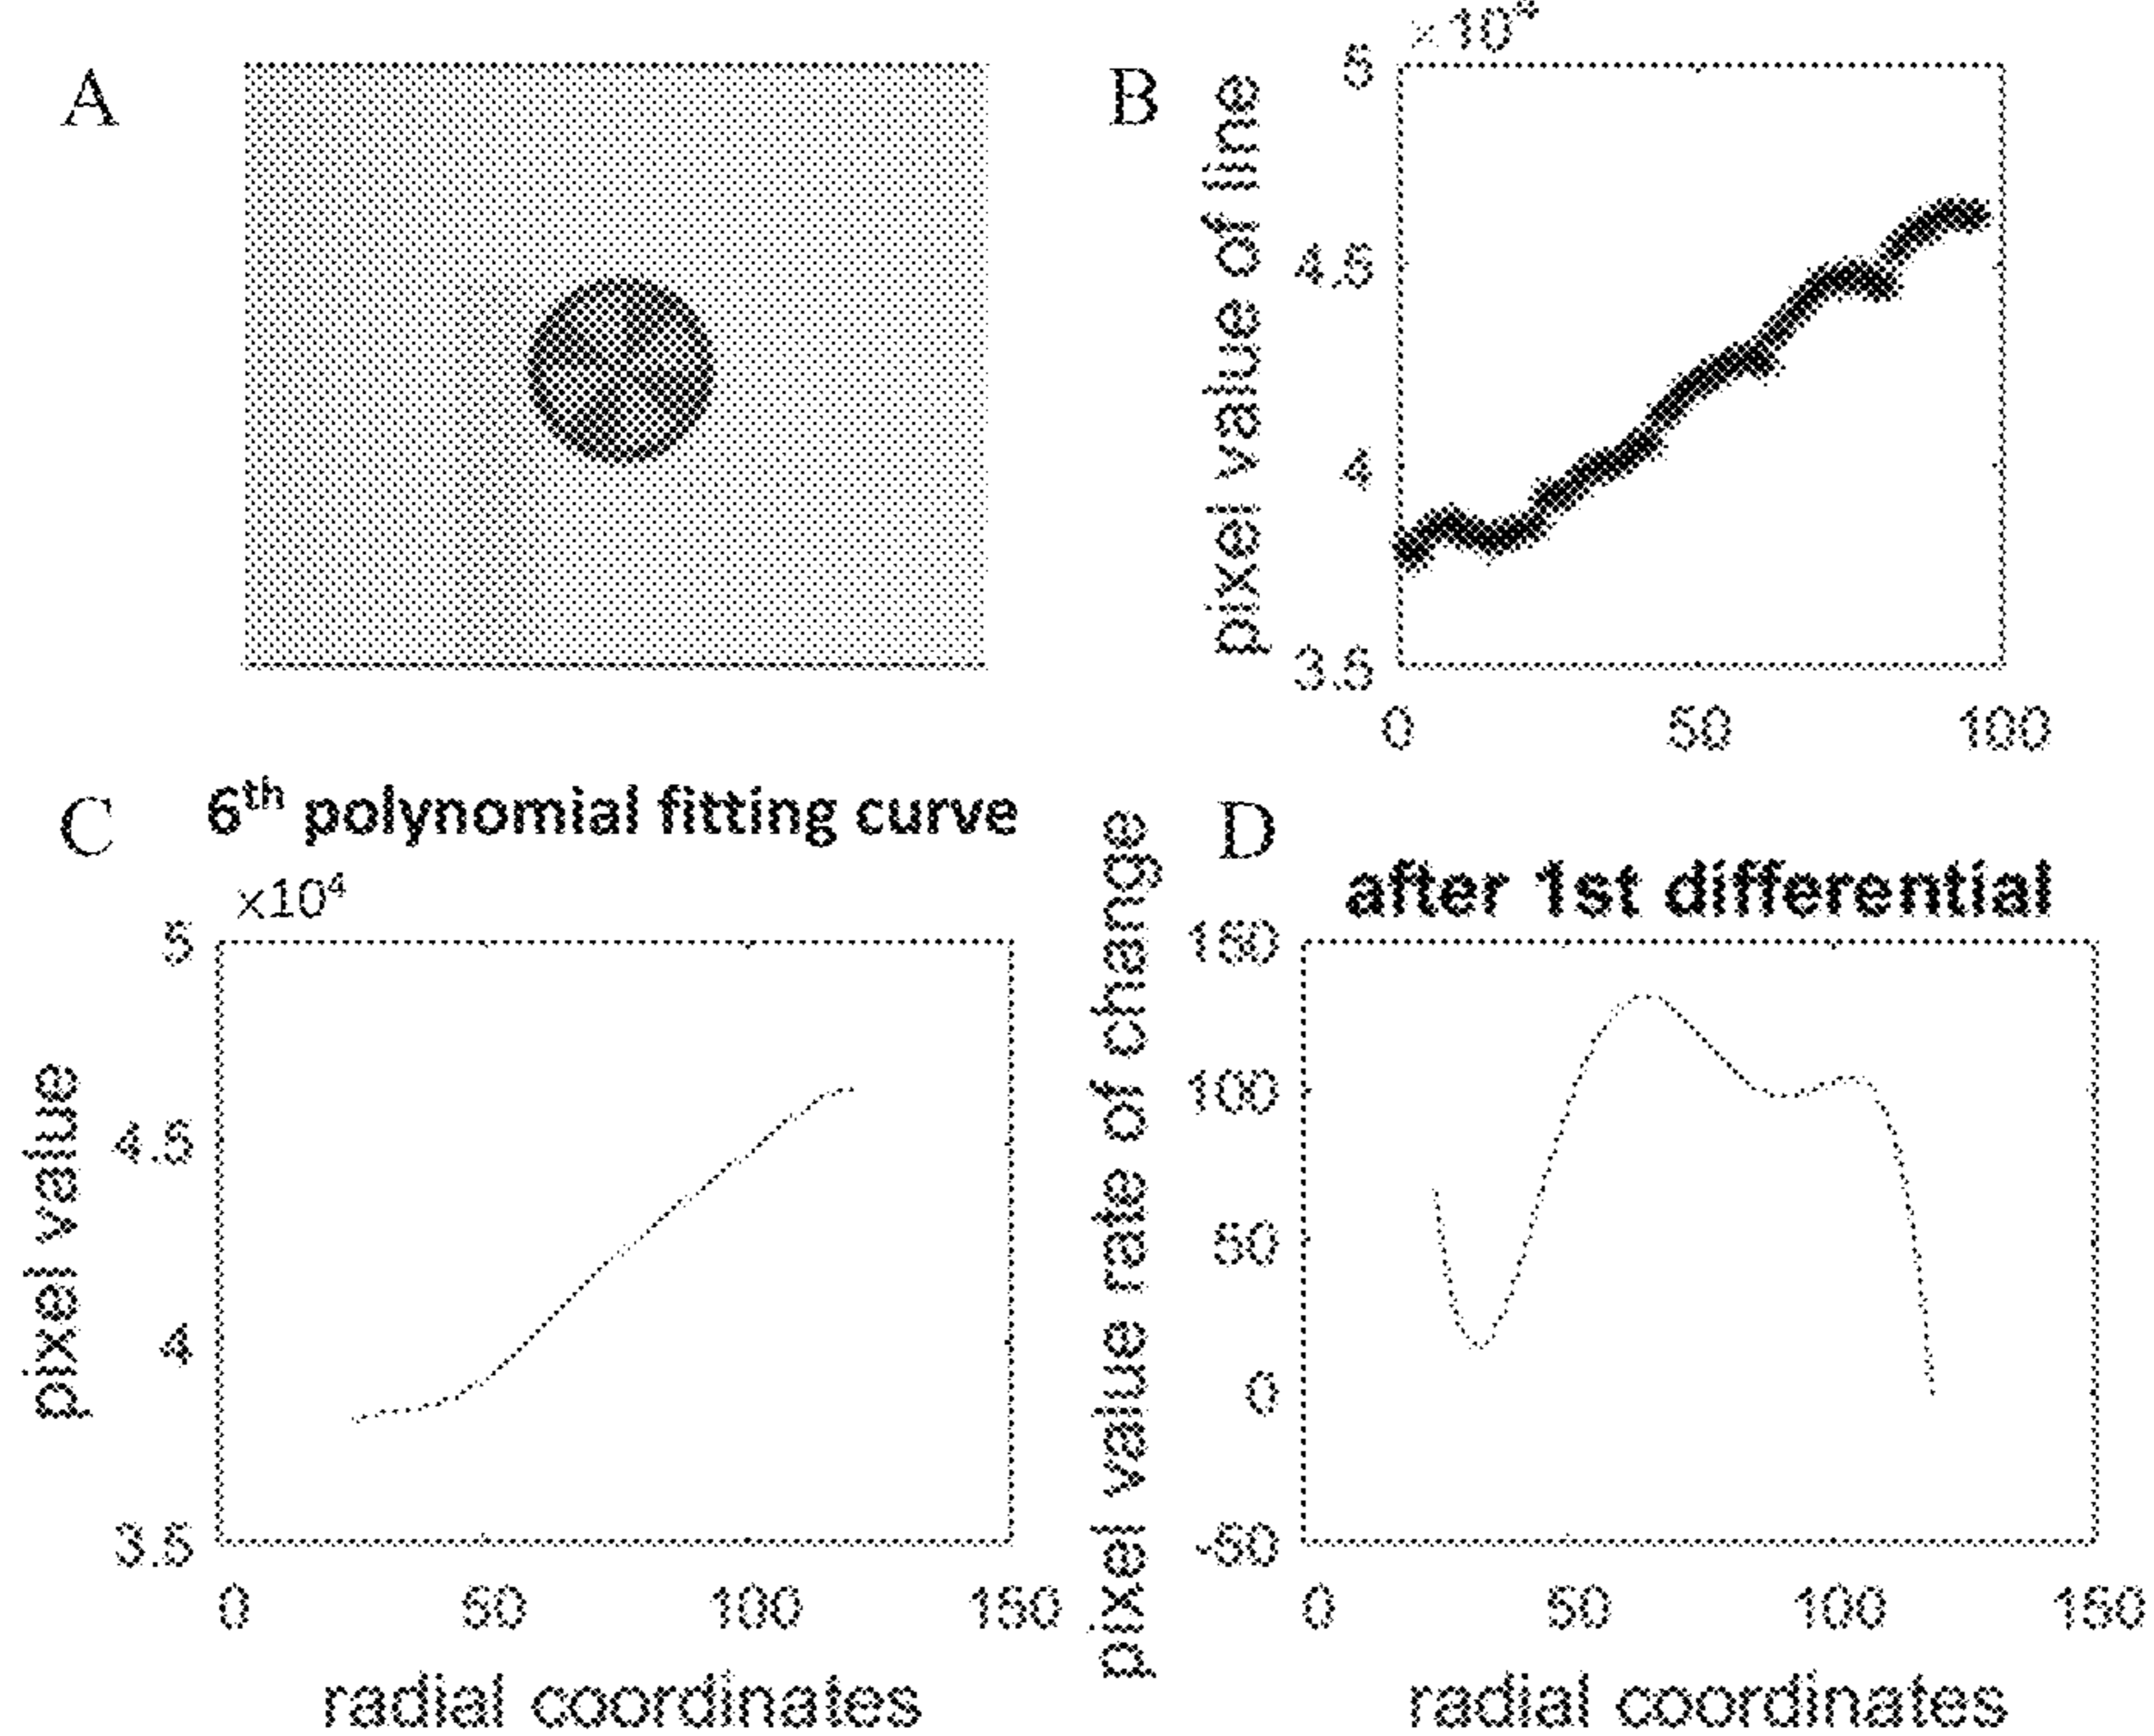 A
B
×10⁴
5
4.5
4
3.5
pixel value of line
0 50 100
C
6th polynomial fitting curve
×10⁴
5
4.5
4
3.5
pixel value
0 50 100 150
radial coordinates
D
after 1st differential
150
100
50
0
-50
pixel value rate of change
0 50 100 150
radial coordinates